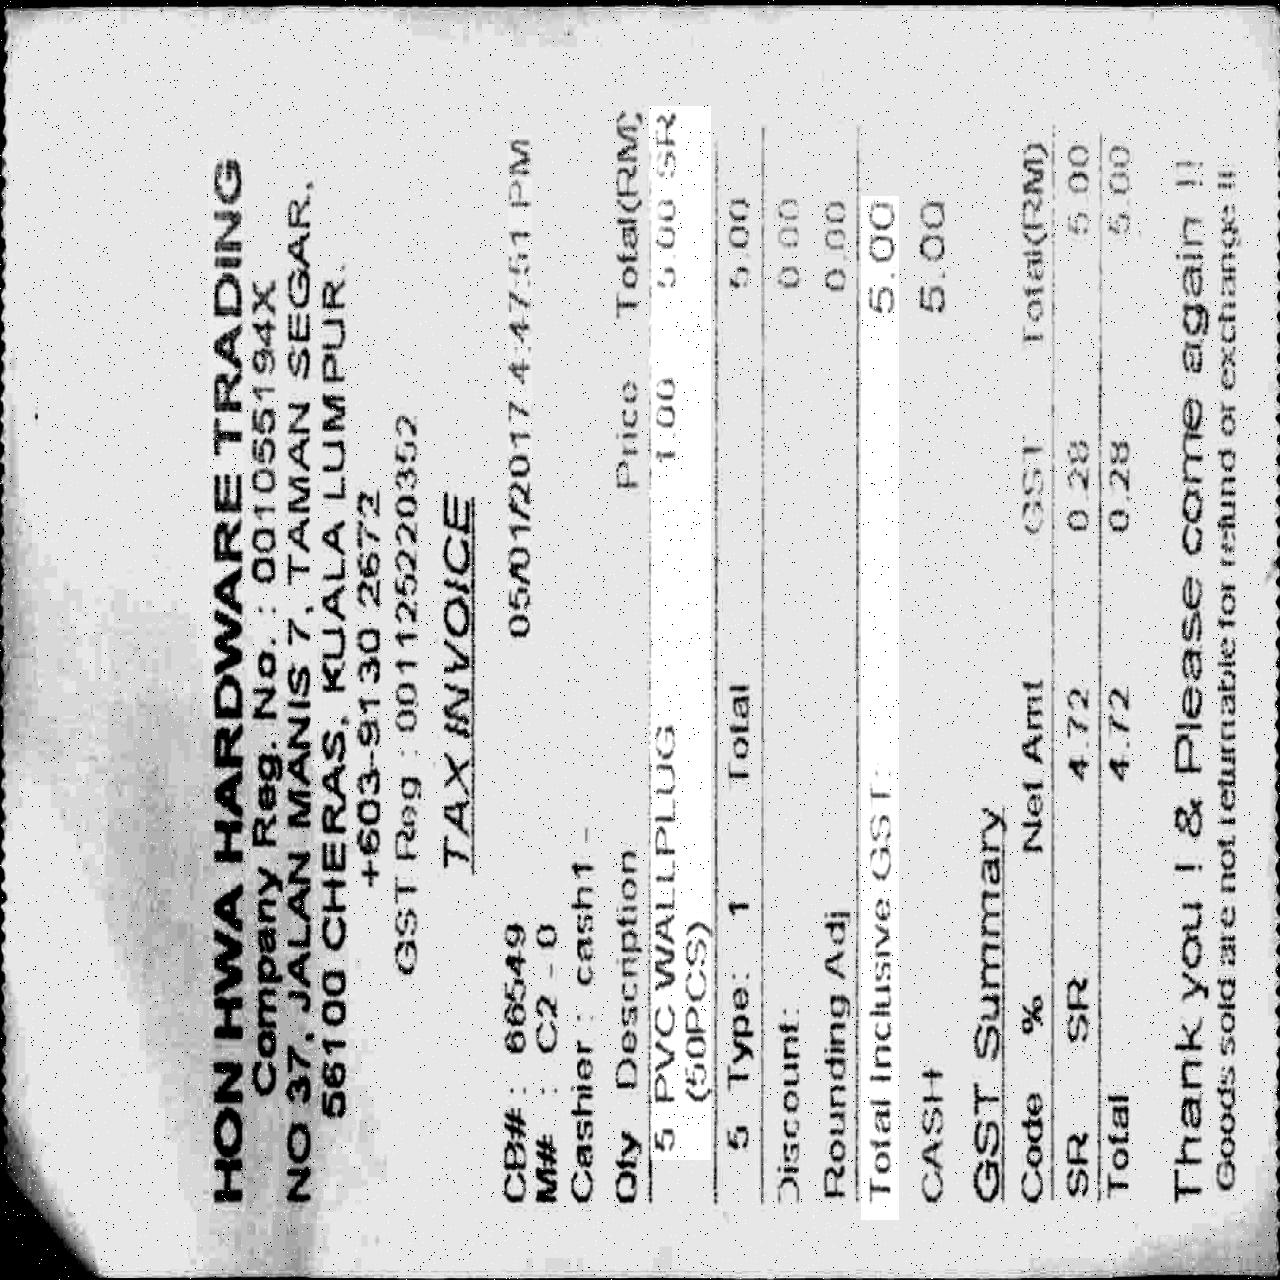 HON HWA HARDWARE TRADING
Company Reg. No. : 001055194X
NO 37, JALAN MANIS 7, TAMAN SEGAR,
56100 CHERAS, KUALA LUMPUR.
+603-9130 2672
GST Reg : 001125220352
TAX INVOICE
CB# : 66549 05/01/2017 4:47:51 PM
M# : C2 - 0
Cashier : cash1 -
Qty Description Price Total(RM)
5 PVC WALLPLUG 1.00 5.00 SR
(50PCS)
5 Type: 1 Total 5.00
Discount: 0.00
Rounding Adj 0.00
Total Inclusive GST: 5.00
CASH 5.00
GST Summary
Code % Net Amt GST Total(RM)
SR SR 4.72 0.28 5.00
Total 4.72 0.28 5.00
Thank you ! & Please come again !!
Goods sold are not returnable for refund or exchange !!